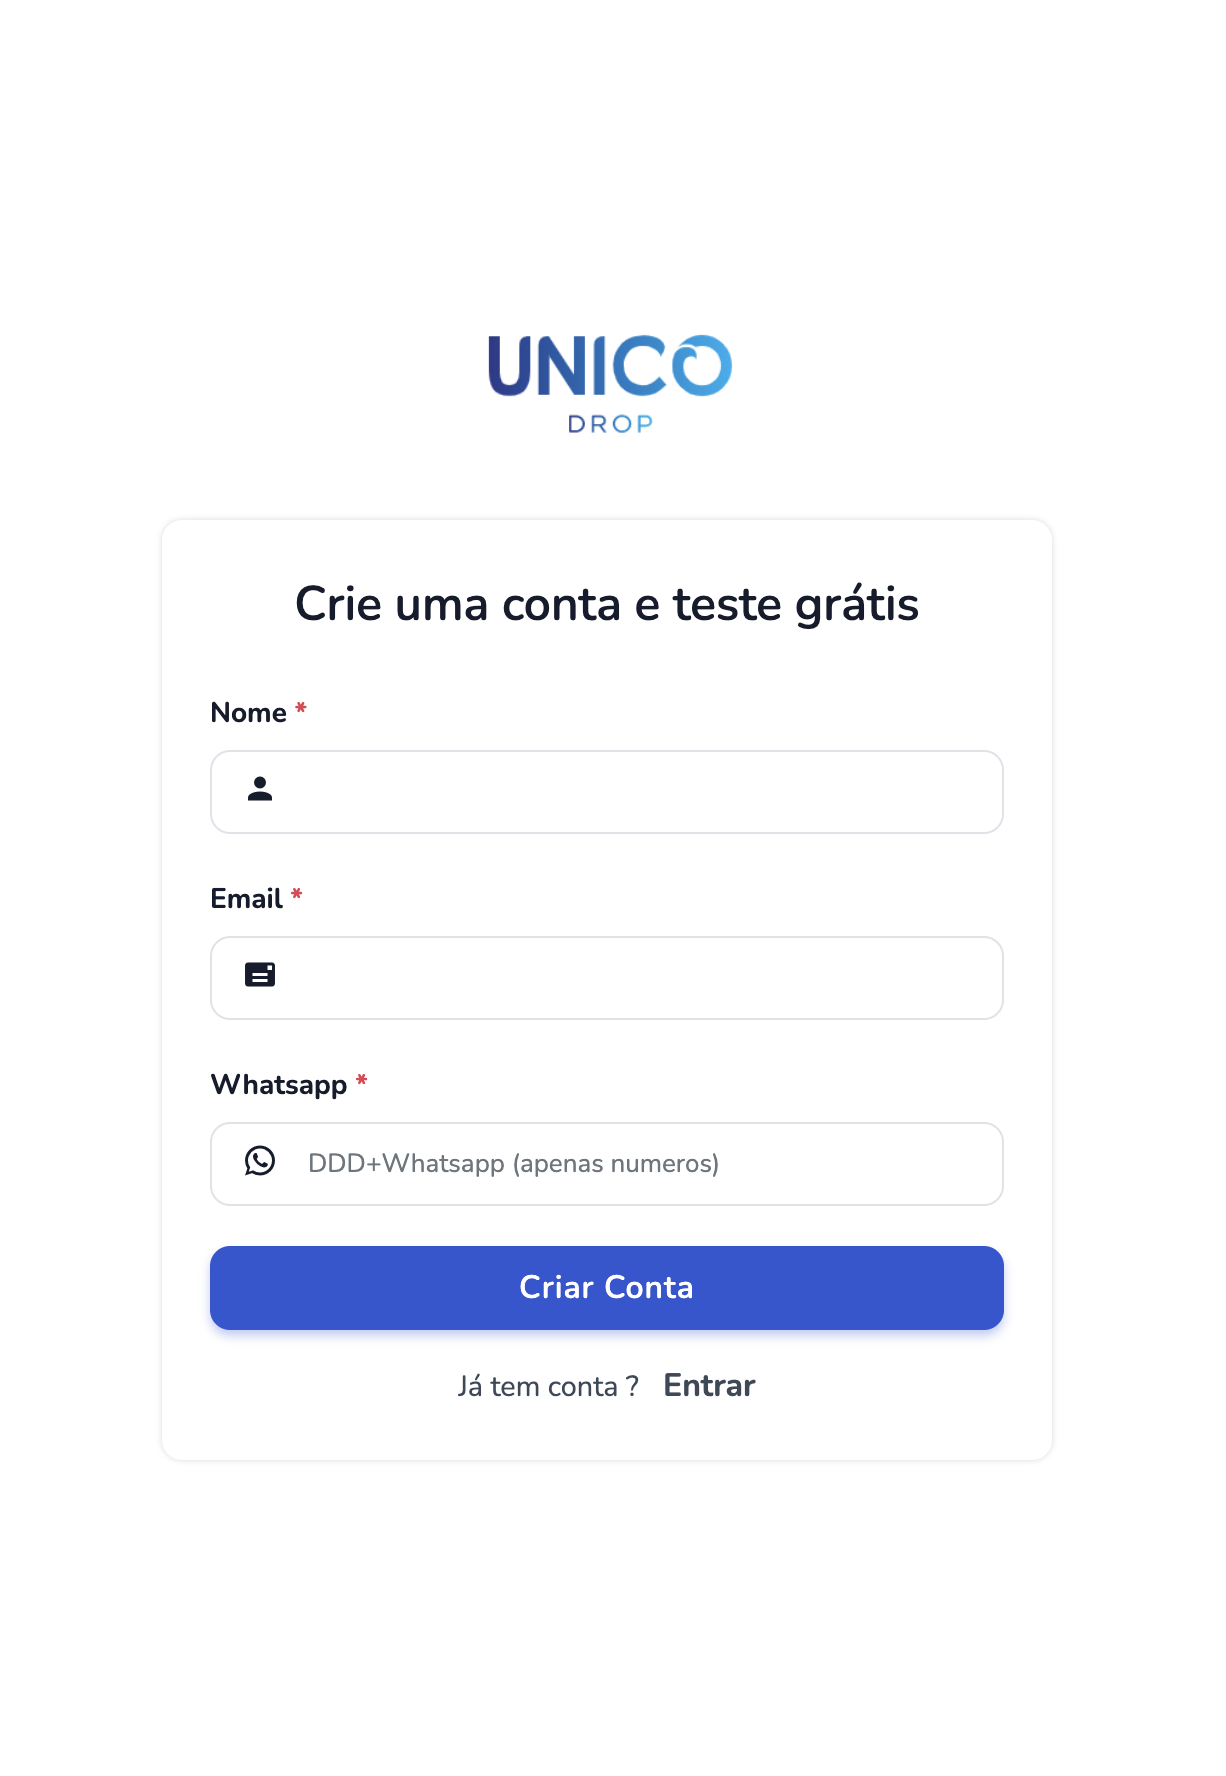 UNICO
DROP
Crie uma conta e teste grátis
Nome *
Email *
Whatsapp *
DDD+Whatsapp (apenas numeros)
Criar Conta
Já tem conta ? Entrar